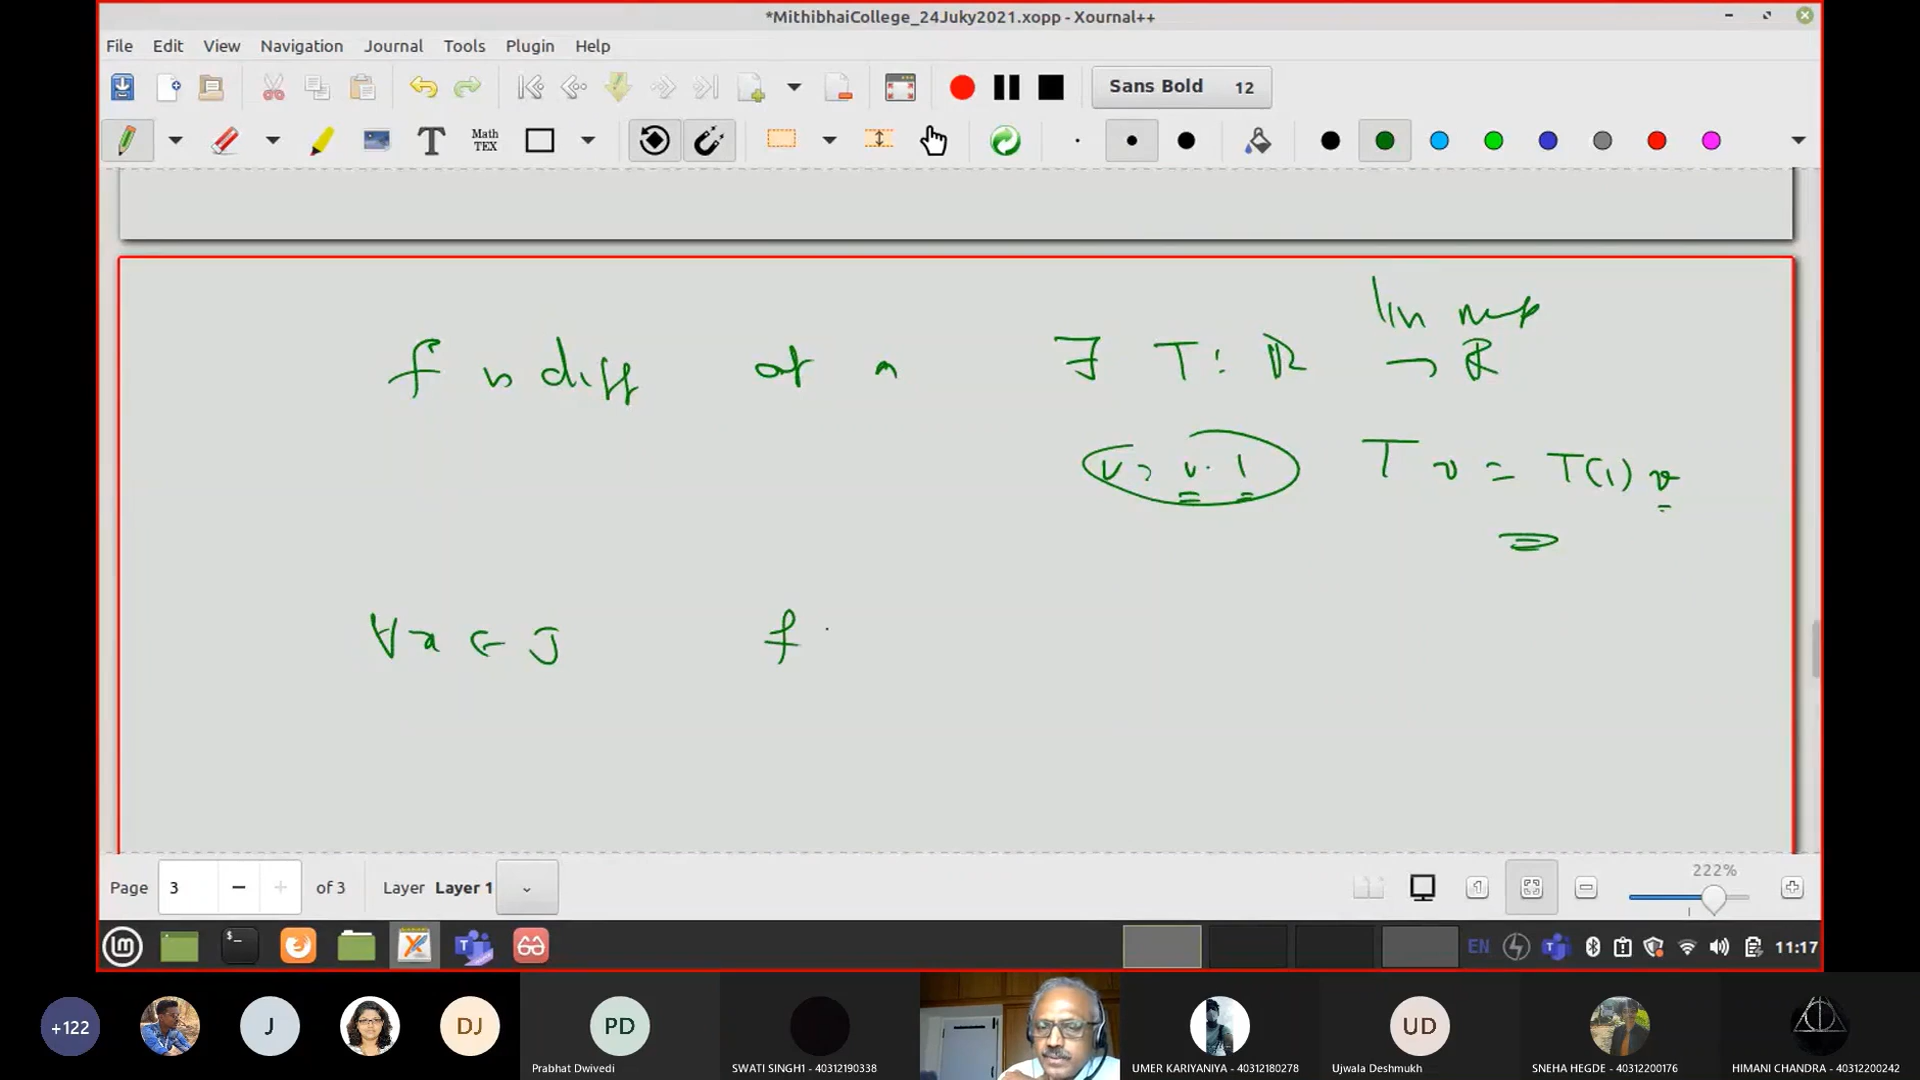 *MithibhaiCollege_24Juky2021.xopp - Xournal++
File Edit View Navigation Journal Tools Plugin Help
Sans Bold 12
Math
TEX
lin map
f is diff at a ∃ T: ℝ → ℝ
v = v·1 T v = T(1) v
∀ x ∈ J f
222%
Page 3 of 3 Layer Layer 1
EN 11:17
+122 J DJ PD UD
Prabhat Dwivedi SWATI SINGH1 - 40312190338 UMER KARIYANIYA - 40312180278 Ujwala Deshmukh SNEHA HEGDE - 40312200176 HIMANI CHANDRA - 40312200242